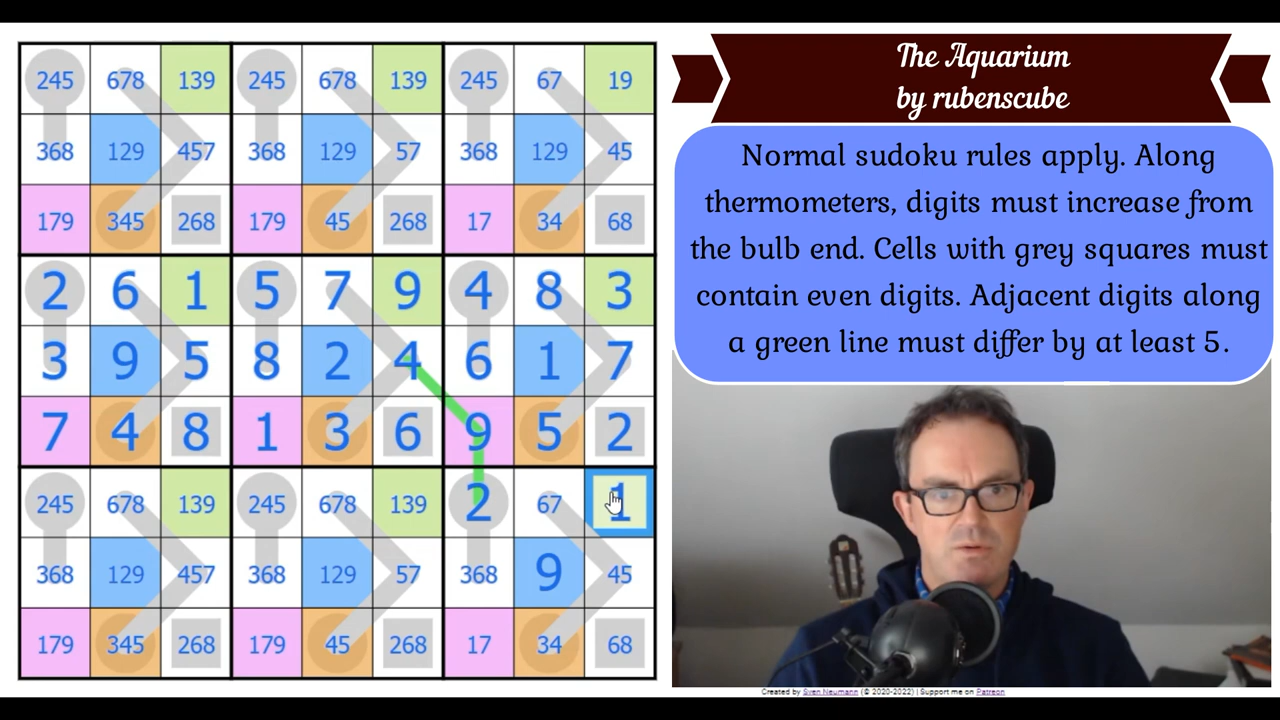 The Aquarium
by rubenscube
Normal sudoku rules apply. Along
thermometers, digits must increase from
the bulb end. Cells with grey squares must
contain even digits. Adjacent digits along
a green line must differ by at least 5.
245 678 139 245 678 139 245 67 19
368 129 457 368 129 57 368 129 45
179 345 268 179 45 268 17 34 68
2 6 1 5 7 9 4 8 3
3 9 5 8 2 4 6 1 7
7 4 8 1 3 6 9 5 2
245 678 139 245 678 139 2 67 1
368 129 457 368 129 57 368 9 45
179 345 268 179 45 268 17 34 68
Created by Sven Neumann (© 2020-2022) | Support me on Patreon